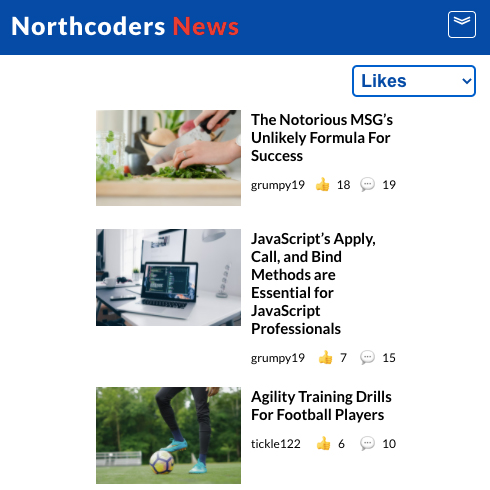 Northcoders News
Likes
The Notorious MSG’s
Unlikely Formula For
Success
grumpy19 18 19
JavaScript’s Apply,
Call, and Bind
Methods are
Essential for
JavaScript
Professionals
grumpy19 7 15
Agility Training Drills
For Football Players
tickle122 6 10